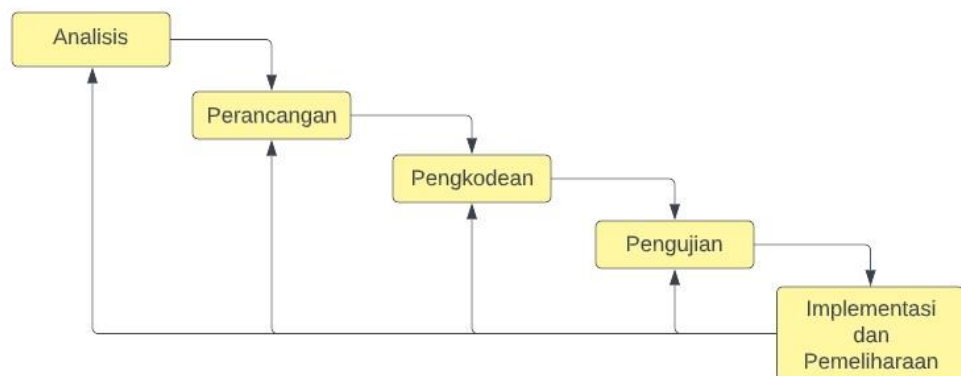 Analisis
Perancangan
Pengkodean
Pengujian
Implementasi
dan
Pemeliharaan